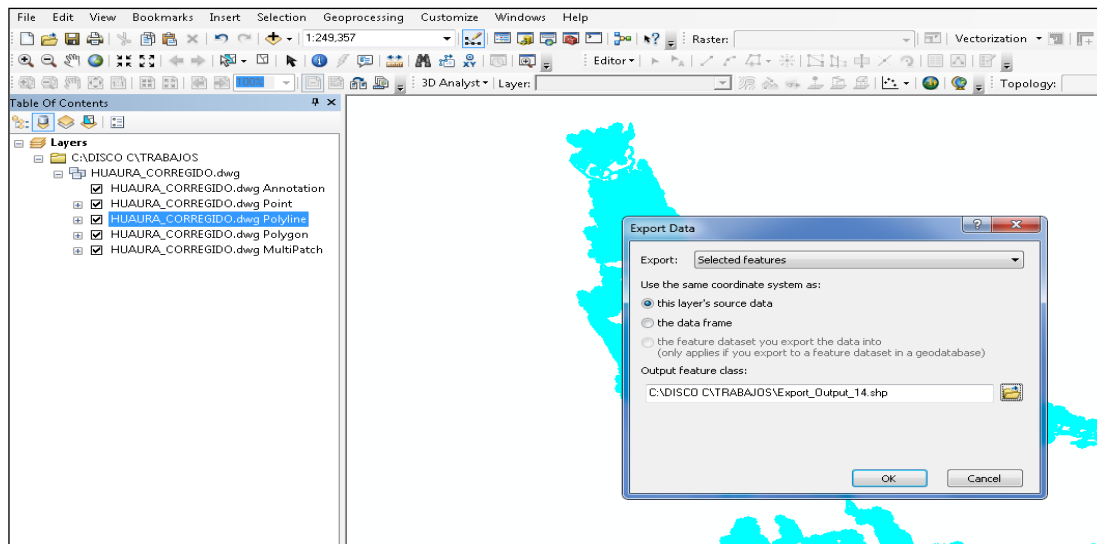 File Edit View Bookmarks Insert Selection Geoprocessing Customize Windows Help
1:249,357 Raster: Vectorization
Editor
100% 3D Analyst Layer: Topology:
Table Of Contents
Layers
C:\DISCO C\TRABAJOS
HUAURA_CORREGIDO.dwg
HUAURA_CORREGIDO.dwg Annotation
HUAURA_CORREGIDO.dwg Point
HUAURA_CORREGIDO.dwg Polyline
HUAURA_CORREGIDO.dwg Polygon
HUAURA_CORREGIDO.dwg MultiPatch
Export Data
Export: Selected features
Use the same coordinate system as:
this layer's source data
the data frame
the feature dataset you export the data into
(only applies if you export to a feature dataset in a geodatabase)
Output feature class:
C:\DISCO C\TRABAJOS\Export_Output_14.shp
OK Cancel